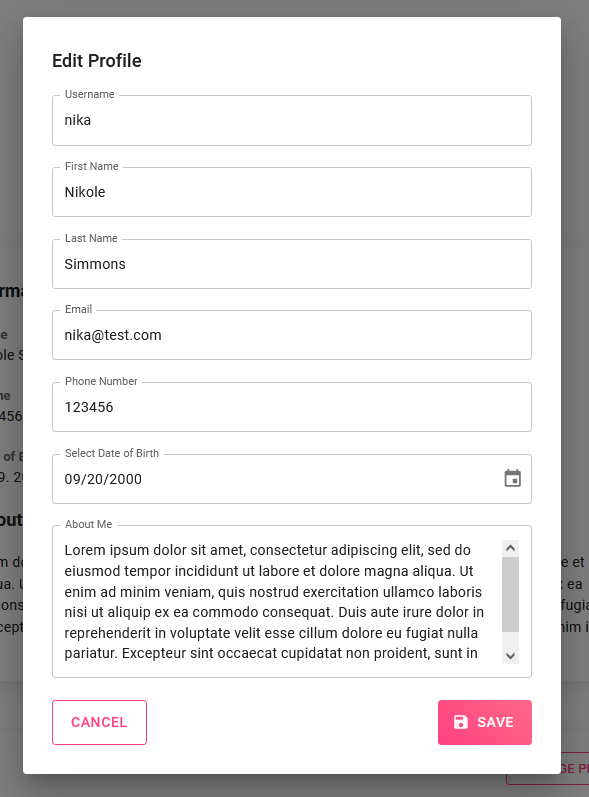 Edit Profile
Username
nika
First Name
Nikole
Last Name
Simmons
Email
nika@test.com
Phone Number
123456
Select Date of Birth
09/20/2000
About Me
Lorem ipsum dolor sit amet, consectetur adipiscing elit, sed do
eiusmod tempor incididunt ut labore et dolore magna aliqua. Ut
enim ad minim veniam, quis nostrud exercitation ullamco laboris
nisi ut aliquip ex ea commodo consequat. Duis aute irure dolor in
reprehenderit in voluptate velit esse cillum dolore eu fugiat nulla
pariatur. Excepteur sint occaecat cupidatat non proident, sunt in
CANCEL
SAVE